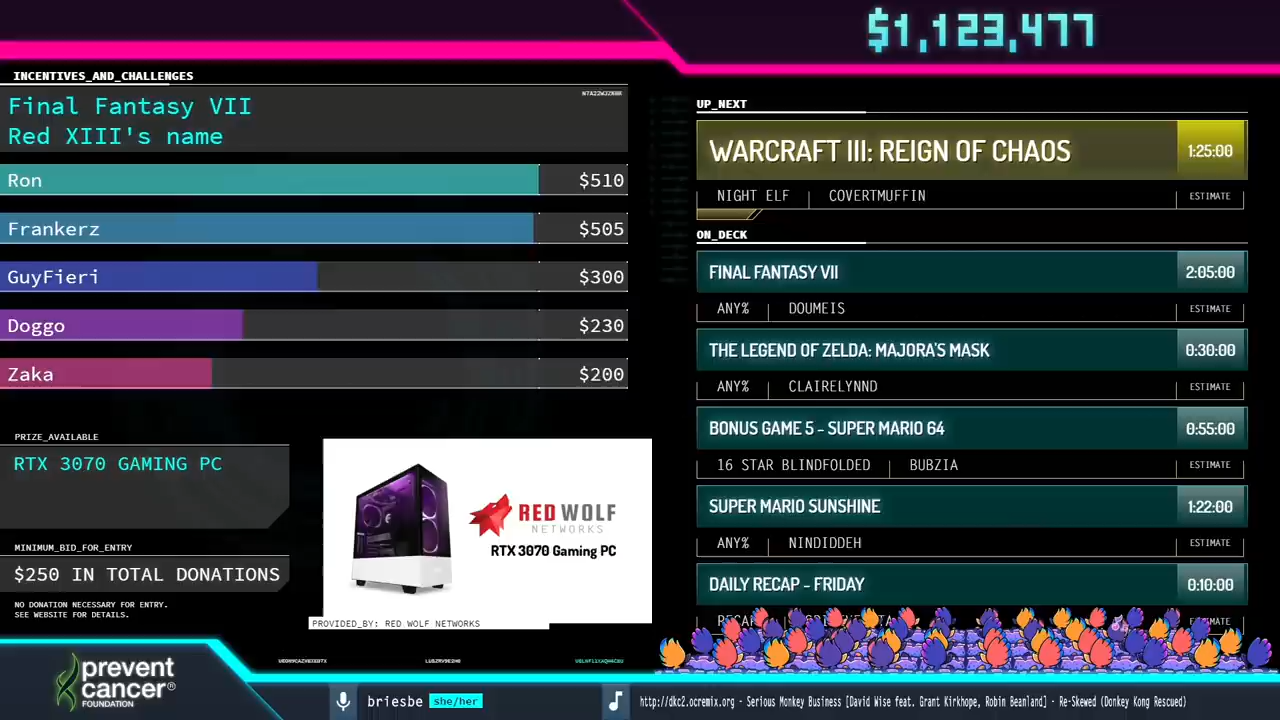 $1,123,477
INCENTIVES_AND_CHALLENGES
Final Fantasy VII
Red XIII's name
Ron $510
Frankerz $505
GuyFieri $300
Doggo $230
Zaka $200
PRIZE_AVAILABLE
RTX 3070 GAMING PC
MINIMUM_BID_FOR_ENTRY
$250 IN TOTAL DONATIONS
NO DONATION NECESSARY FOR ENTRY.
SEE WEBSITE FOR DETAILS.
RED WOLF
NETWORKS
RTX 3070 Gaming PC
PROVIDED_BY: RED WOLF NETWORKS
UP_NEXT
WARCRAFT III: REIGN OF CHAOS 1:25:00
NIGHT ELF COVERTMUFFIN ESTIMATE
ON_DECK
FINAL FANTASY VII 2:05:00
ANY% DOUMEIS ESTIMATE
THE LEGEND OF ZELDA: MAJORA'S MASK 0:30:00
ANY% CLAIRELYNND ESTIMATE
BONUS GAME 5 - SUPER MARIO 64 0:55:00
16 STAR BLINDFOLDED BUBZIA ESTIMATE
SUPER MARIO SUNSHINE 1:22:00
ANY% NINDIDDEH ESTIMATE
DAILY RECAP - FRIDAY 0:10:00
prevent
cancer®
FOUNDATION
briesbe she/her
http://dkc2.ocremix.org - Serious Monkey Business [David Wise feat. Grant Kirkhope, Robin Beanland] - Re-Skewed (Donkey Kong Rescued)